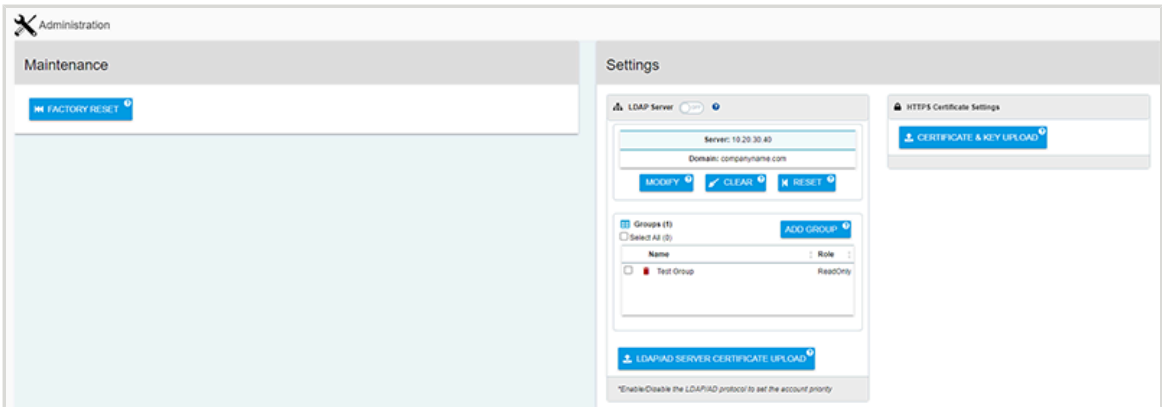 Administration
Maintenance
FACTORY RESET ?
Settings
LDAP Server OFF ?
Server: 10.20.30.40
Domain: companyname.com
MODIFY ? CLEAR ? RESET ?
Groups (1)
Select All (0)
ADD GROUP ?
Name Role
Test Group ReadOnly
LDAP/AD SERVER CERTIFICATE UPLOAD ?
*Enable/Disable the LDAP/AD protocol to set the account priority
HTTPS Certificate Settings
CERTIFICATE & KEY UPLOAD ?